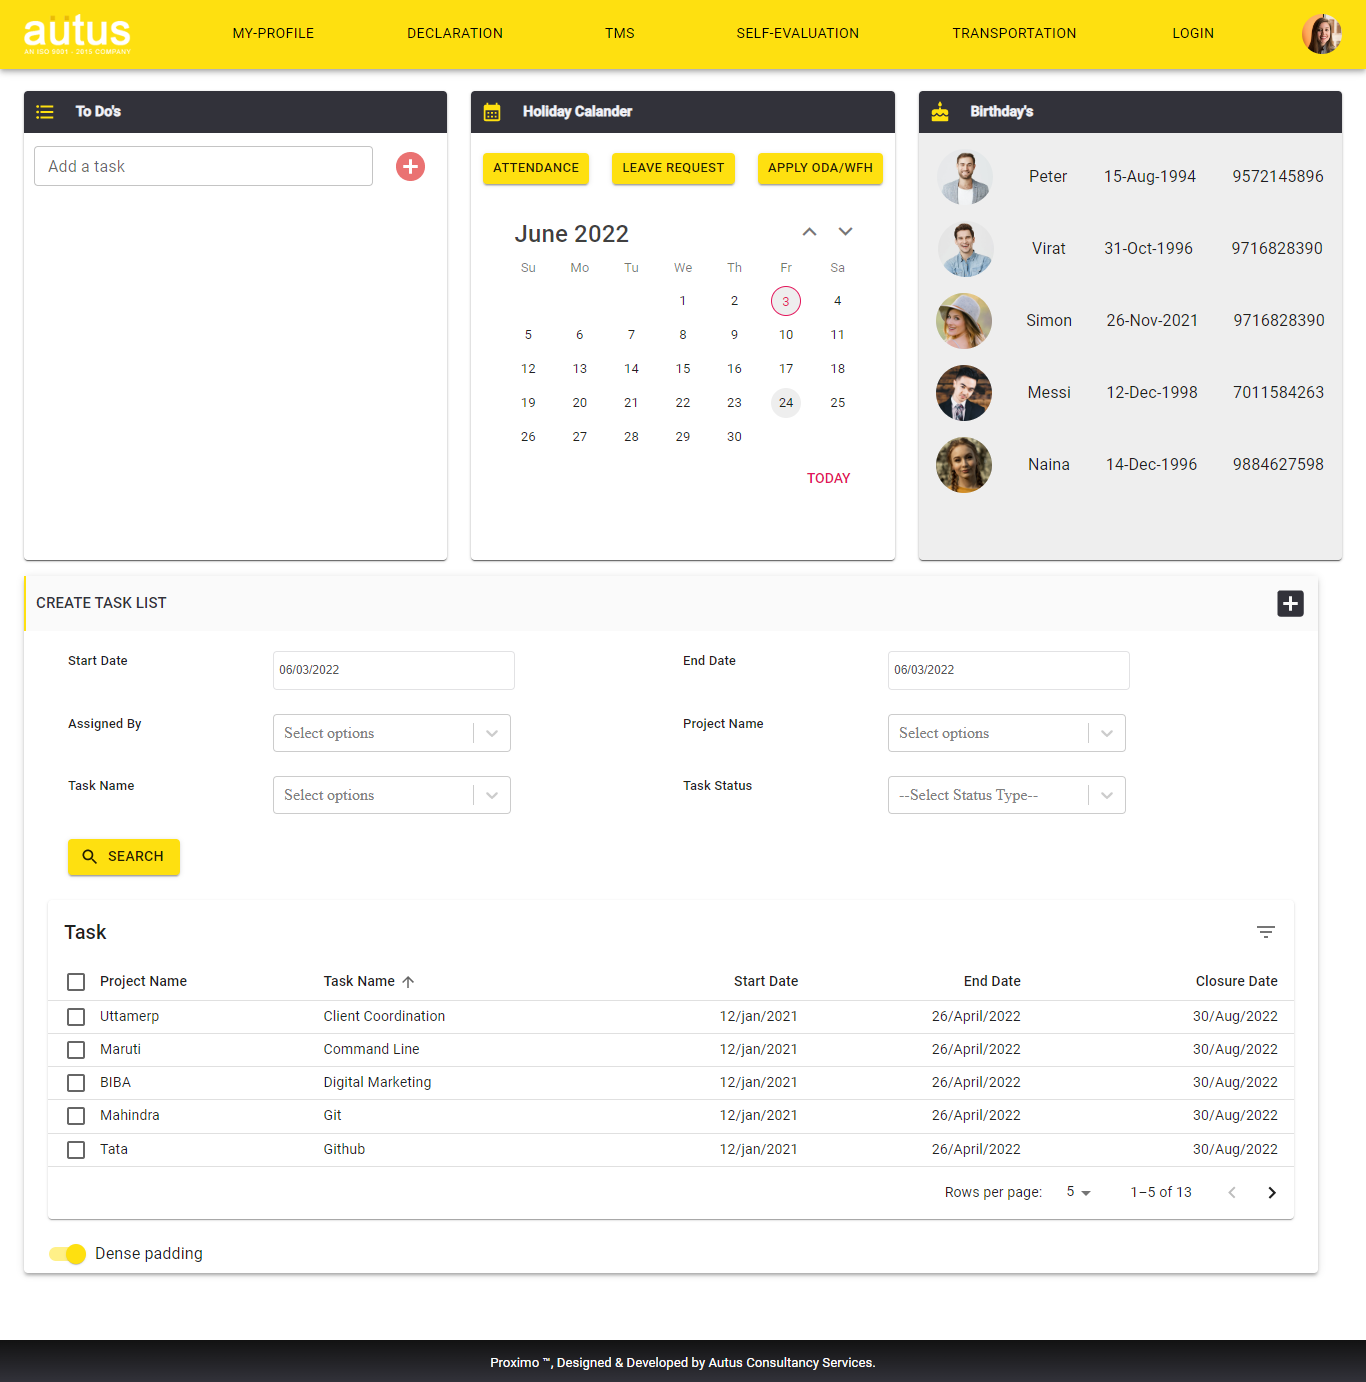 autus
AN ISO 9001 - 2015 COMPANY
MY-PROFILE DECLARATION TMS SELF-EVALUATION TRANSPORTATION LOGIN
To Do's
Add a task
Holiday Calander
ATTENDANCE LEAVE REQUEST APPLY ODA/WFH
June 2022
Su Mo Tu We Th Fr Sa
1 2 3 4
5 6 7 8 9 10 11
12 13 14 15 16 17 18
19 20 21 22 23 24 25
26 27 28 29 30
TODAY
Birthday's
Peter 15-Aug-1994 9572145896
Virat 31-Oct-1996 9716828390
Simon 26-Nov-2021 9716828390
Messi 12-Dec-1998 7011584263
Naina 14-Dec-1996 9884627598
CREATE TASK LIST
Start Date 06/03/2022 End Date 06/03/2022
Assigned By Select options Project Name Select options
Task Name Select options Task Status --Select Status Type--
SEARCH
Task
Project Name Task Name Start Date End Date Closure Date
Uttamerp Client Coordination 12/jan/2021 26/April/2022 30/Aug/2022
Maruti Command Line 12/jan/2021 26/April/2022 30/Aug/2022
BIBA Digital Marketing 12/jan/2021 26/April/2022 30/Aug/2022
Mahindra Git 12/jan/2021 26/April/2022 30/Aug/2022
Tata Github 12/jan/2021 26/April/2022 30/Aug/2022
Rows per page: 5 1–5 of 13
Dense padding
Proximo ™, Designed & Developed by Autus Consultancy Services.